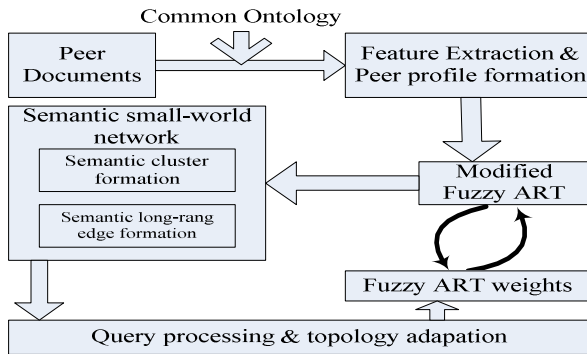 Common Ontology
Peer
Documents
Feature Extraction &
Peer profile formation
Semantic small-world
network
Semantic cluster
formation
Semantic long-rang
edge formation
Modified
Fuzzy ART
Fuzzy ART weights
Query processing & topology adapation